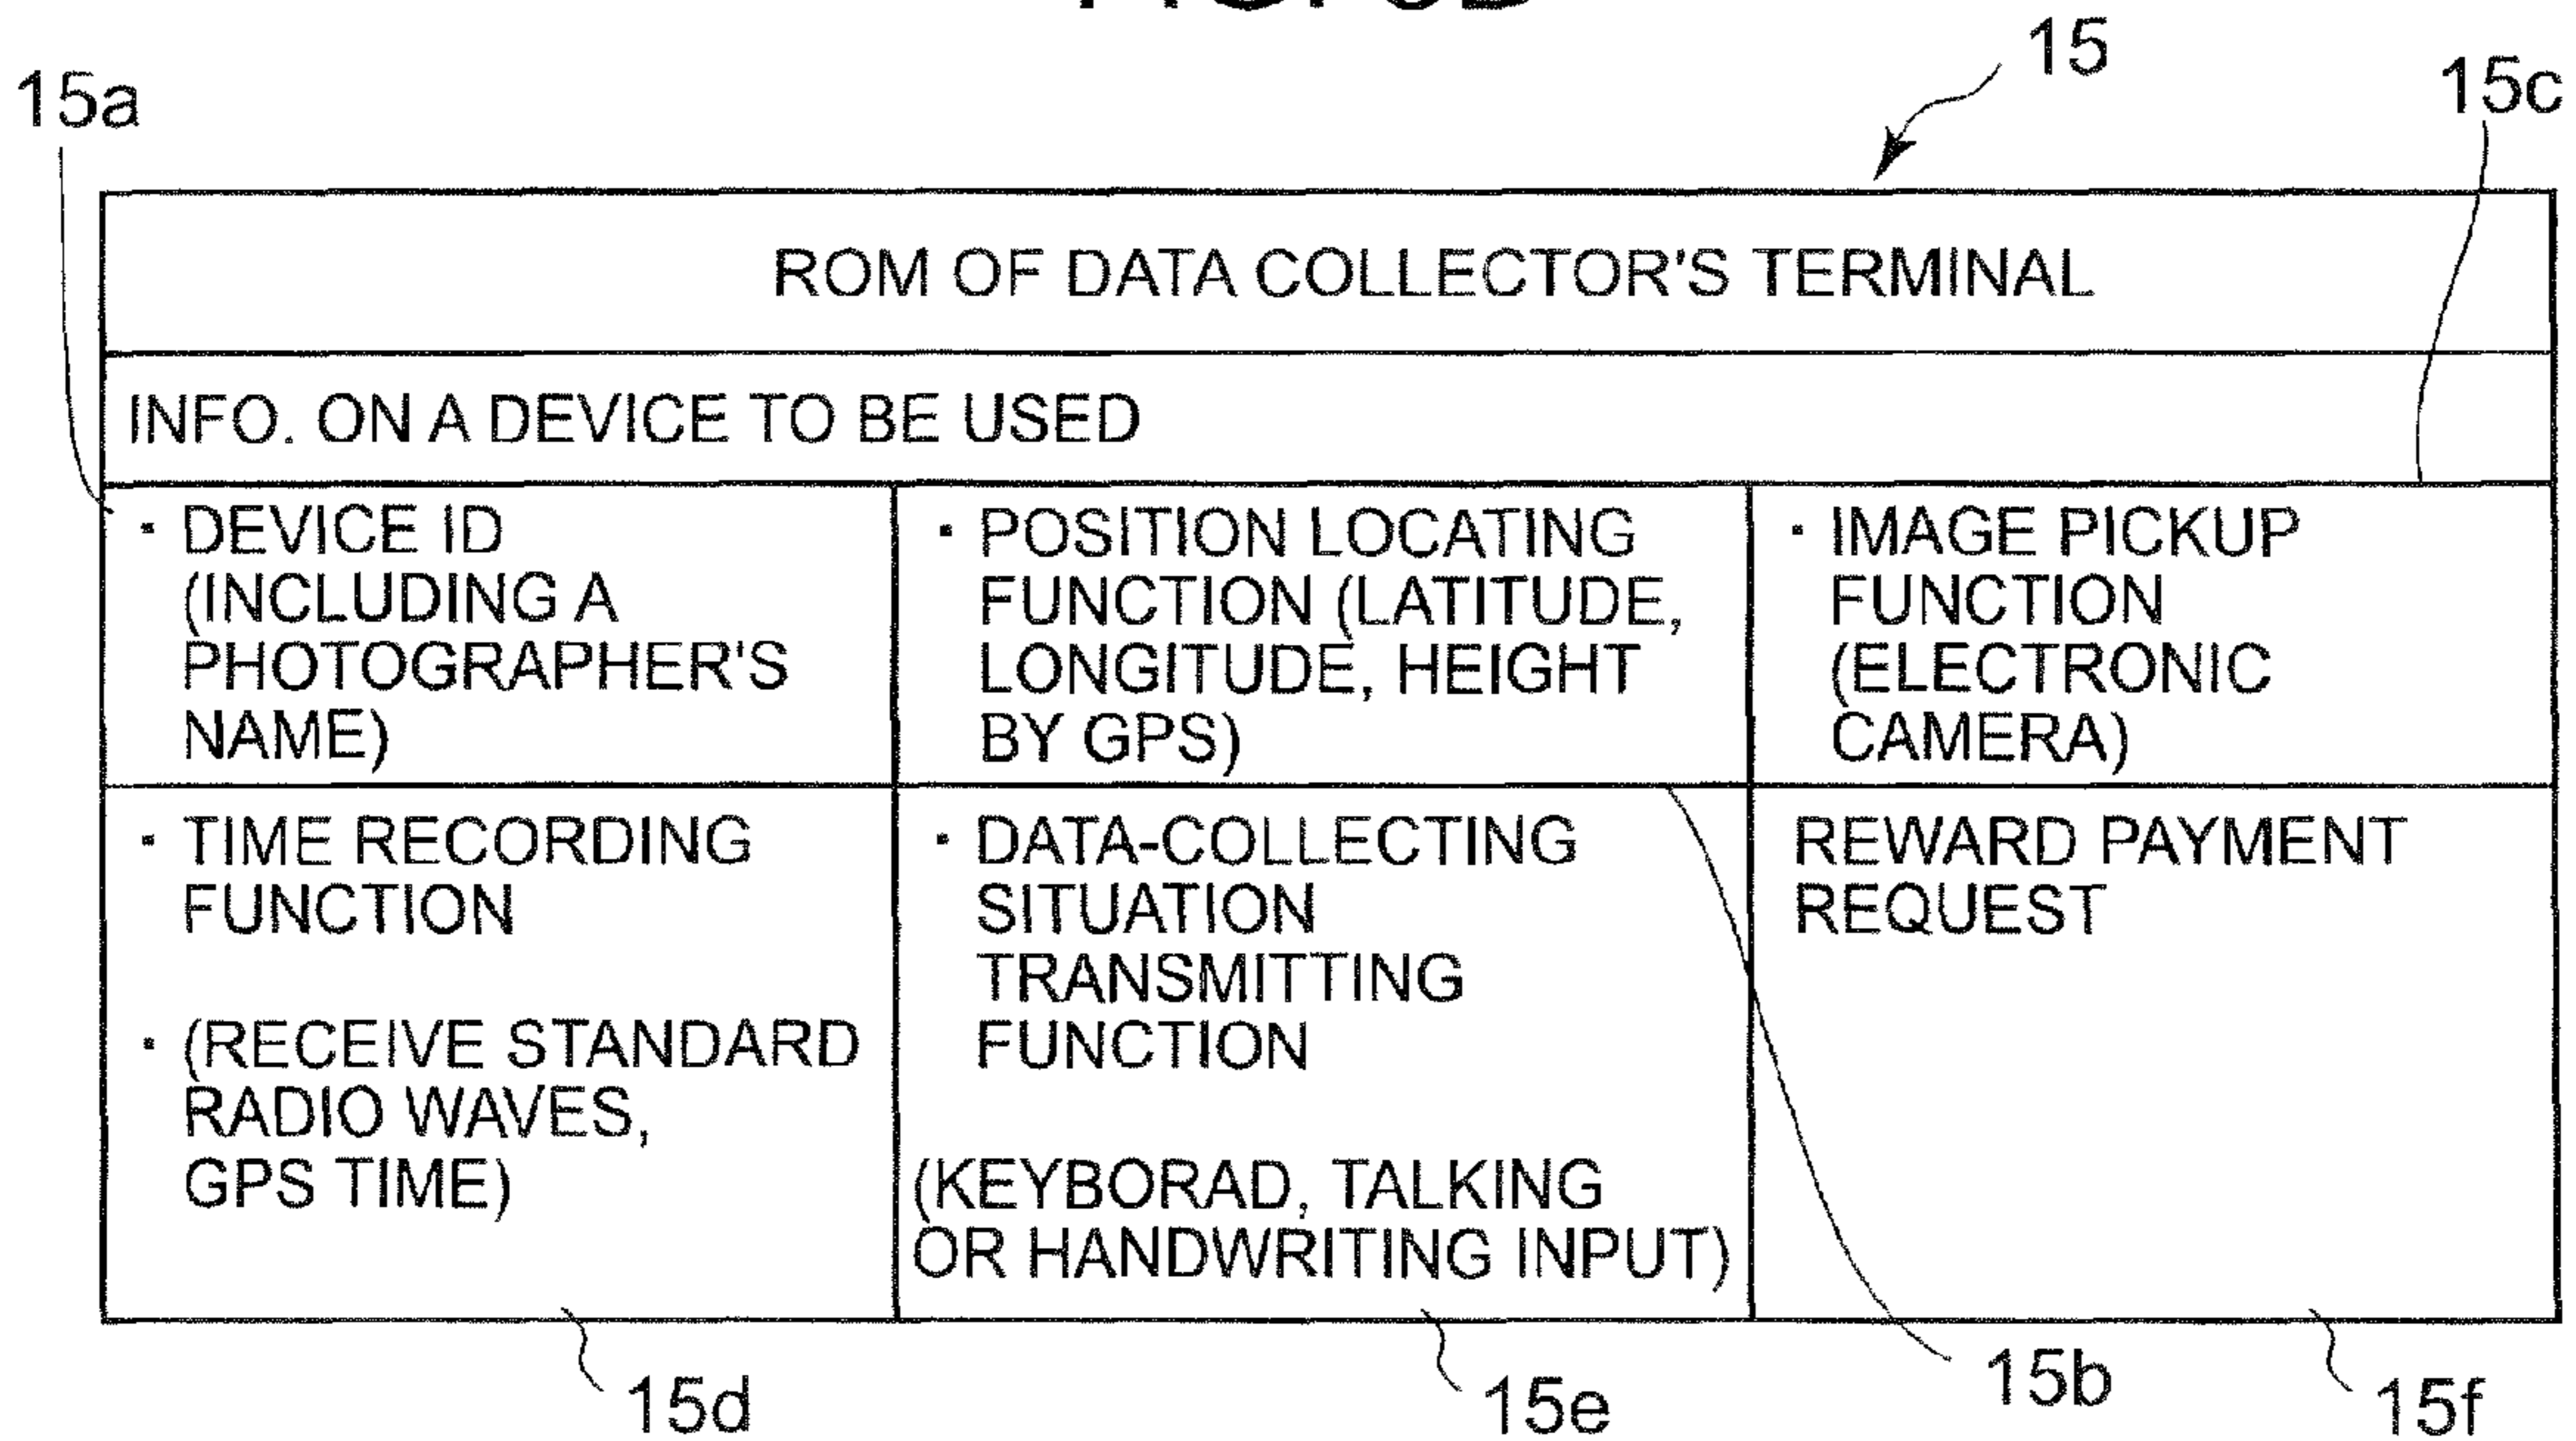 15
15a
15c
ROM OF DATA COLLECTOR'S TERMINAL
INFO. ON A DEVICE TO BE USED
· DEVICE ID
(INCLUDING A
PHOTOGRAPHER'S
NAME)
· POSITION LOCATING
FUNCTION (LATITUDE,
LONGITUDE, HEIGHT
BY GPS)
· IMAGE PICKUP
FUNCTION
(ELECTRONIC
CAMERA)
· TIME RECORDING
FUNCTION
· (RECEIVE STANDARD
RADIO WAVES,
GPS TIME)
· DATA-COLLECTING
SITUATION
TRANSMITTING
FUNCTION
(KEYBORAD, TALKING
OR HANDWRITING INPUT)
REWARD PAYMENT
REQUEST
15d
15e
15b
15f